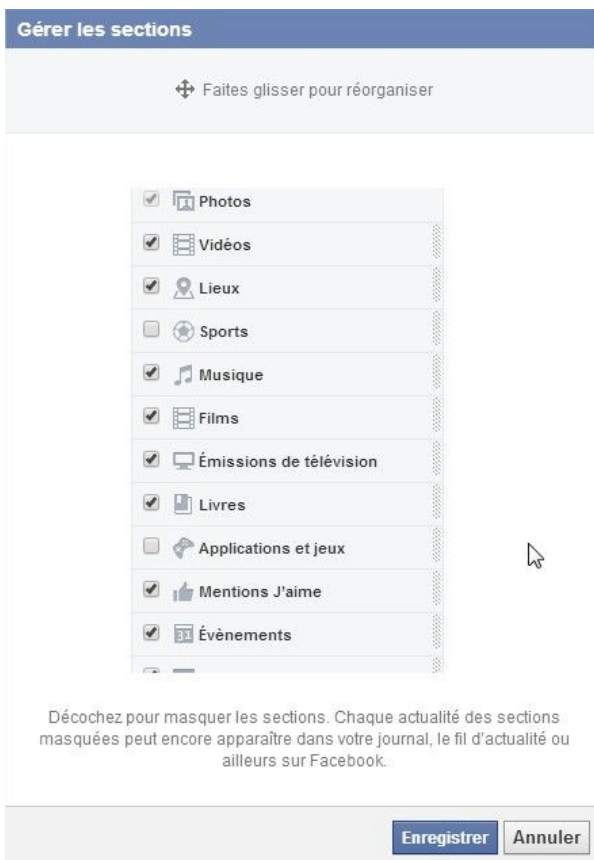 Gérer les sections
Faites glisser pour réorganiser
Photos
Vidéos
Lieux
Sports
Musique
Films
Émissions de télévision
Livres
Applications et jeux
Mentions J'aime
31 Évènements
Décochez pour masquer les sections. Chaque actualité des sections
masquées peut encore apparaître dans votre journal, le fil d'actualité ou
ailleurs sur Facebook.
Enregistrer Annuler